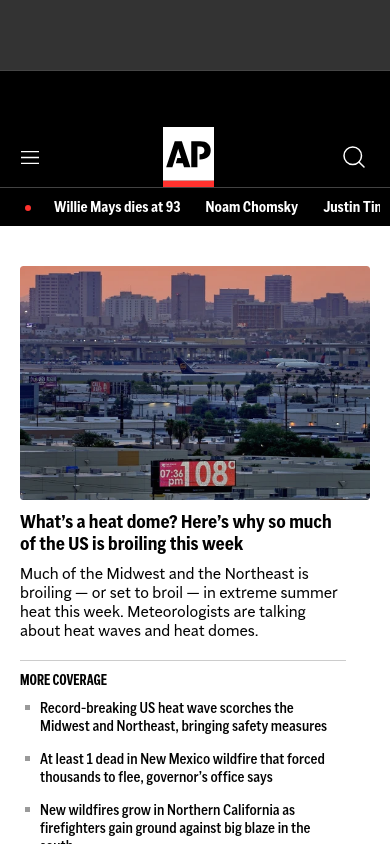 AP
Willie Mays dies at 93 Noam Chomsky Justin Tim
07:36 pm 108°
What's a heat dome? Here's why so much
of the US is broiling this week
Much of the Midwest and the Northeast is
broiling — or set to broil — in extreme summer
heat this week. Meteorologists are talking
about heat waves and heat domes.
MORE COVERAGE
Record-breaking US heat wave scorches the
Midwest and Northeast, bringing safety measures
At least 1 dead in New Mexico wildfire that forced
thousands to flee, governor's office says
New wildfires grow in Northern California as
firefighters gain ground against big blaze in the
south